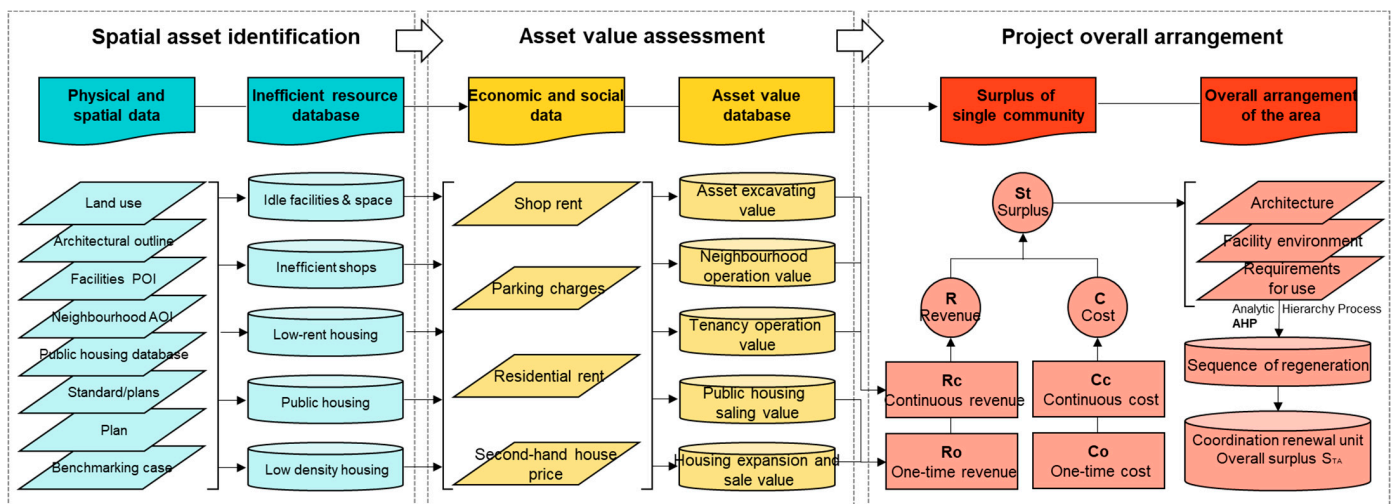 Spatial asset identification
Asset value assessment
Project overall arrangement
Physical and
spatial data
Inefficient resource
database
Economic and social
data
Asset value
database
Surplus of
single community
Overall arrangement
of the area
Land use
Architectural outline
Facilities POI
Neighbourhood AOI
Public housing database
Standard/plans
Plan
Benchmarking case
Idle facilities & space
Inefficient shops
Low-rent housing
Public housing
Low density housing
Shop rent
Parking charges
Residential rent
Second-hand house
price
Asset excavating
value
Neighbourhood
operation value
Tenancy operation
value
Public housing
saling value
Housing expansion and
sale value
St
Surplus
R
Revenue
C
Cost
Rc
Continuous revenue
Cc
Continuous cost
Ro
One-time revenue
Co
One-time cost
Architecture
Facility environment
Requirements
for use
Analytic Hierarchy Process
AHP
Sequence of regeneration
Coordination renewal unit
Overall surplus STA